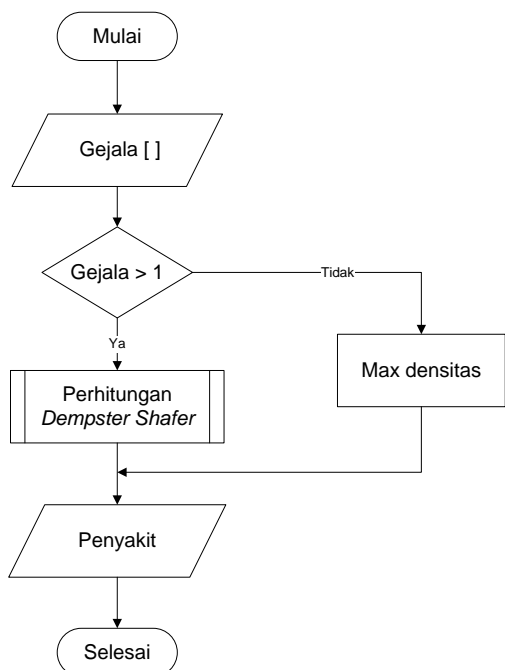 Mulai
Gejala [ ]
Gejala > 1
Tidak
Ya
Max densitas
Perhitungan
Dempster Shafer
Penyakit
Selesai